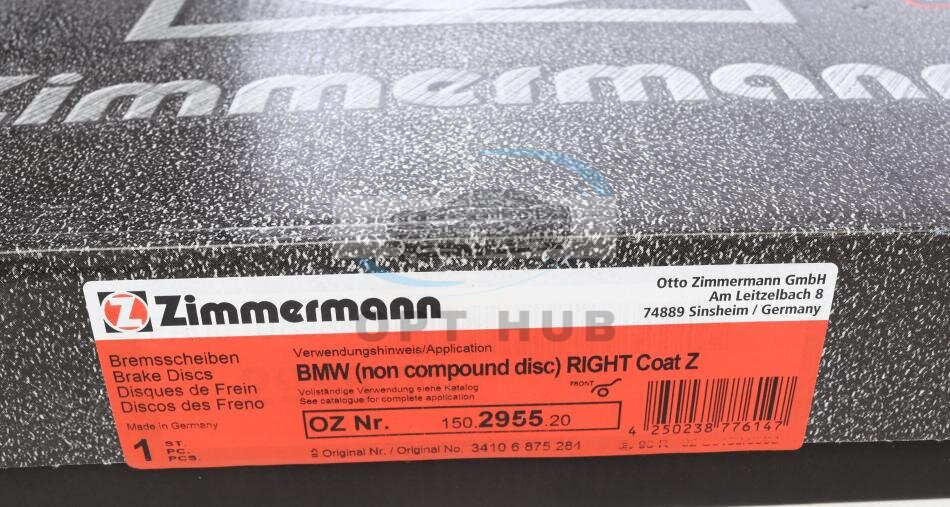 Zimmermann
Zimmermann
Otto Zimmermann GmbH
Am Leitzelbach 8
74889 Sinsheim / Germany
OPT HUB
Bremsscheiben
Brake Discs
Disques de Frein
Discos des Freno
Made in Germany
1 ST.
PC.
PCS.
Verwendungshinweis/Application
BMW (non compound disc) RIGHT Coat Z
Vollständige Verwendung siehe Katalog
See catalogue for complete application
FRONT
OZ Nr. 150.2955.20
≙ Original Nr. / Original No. 3410 6 875 284
4 250238 776147